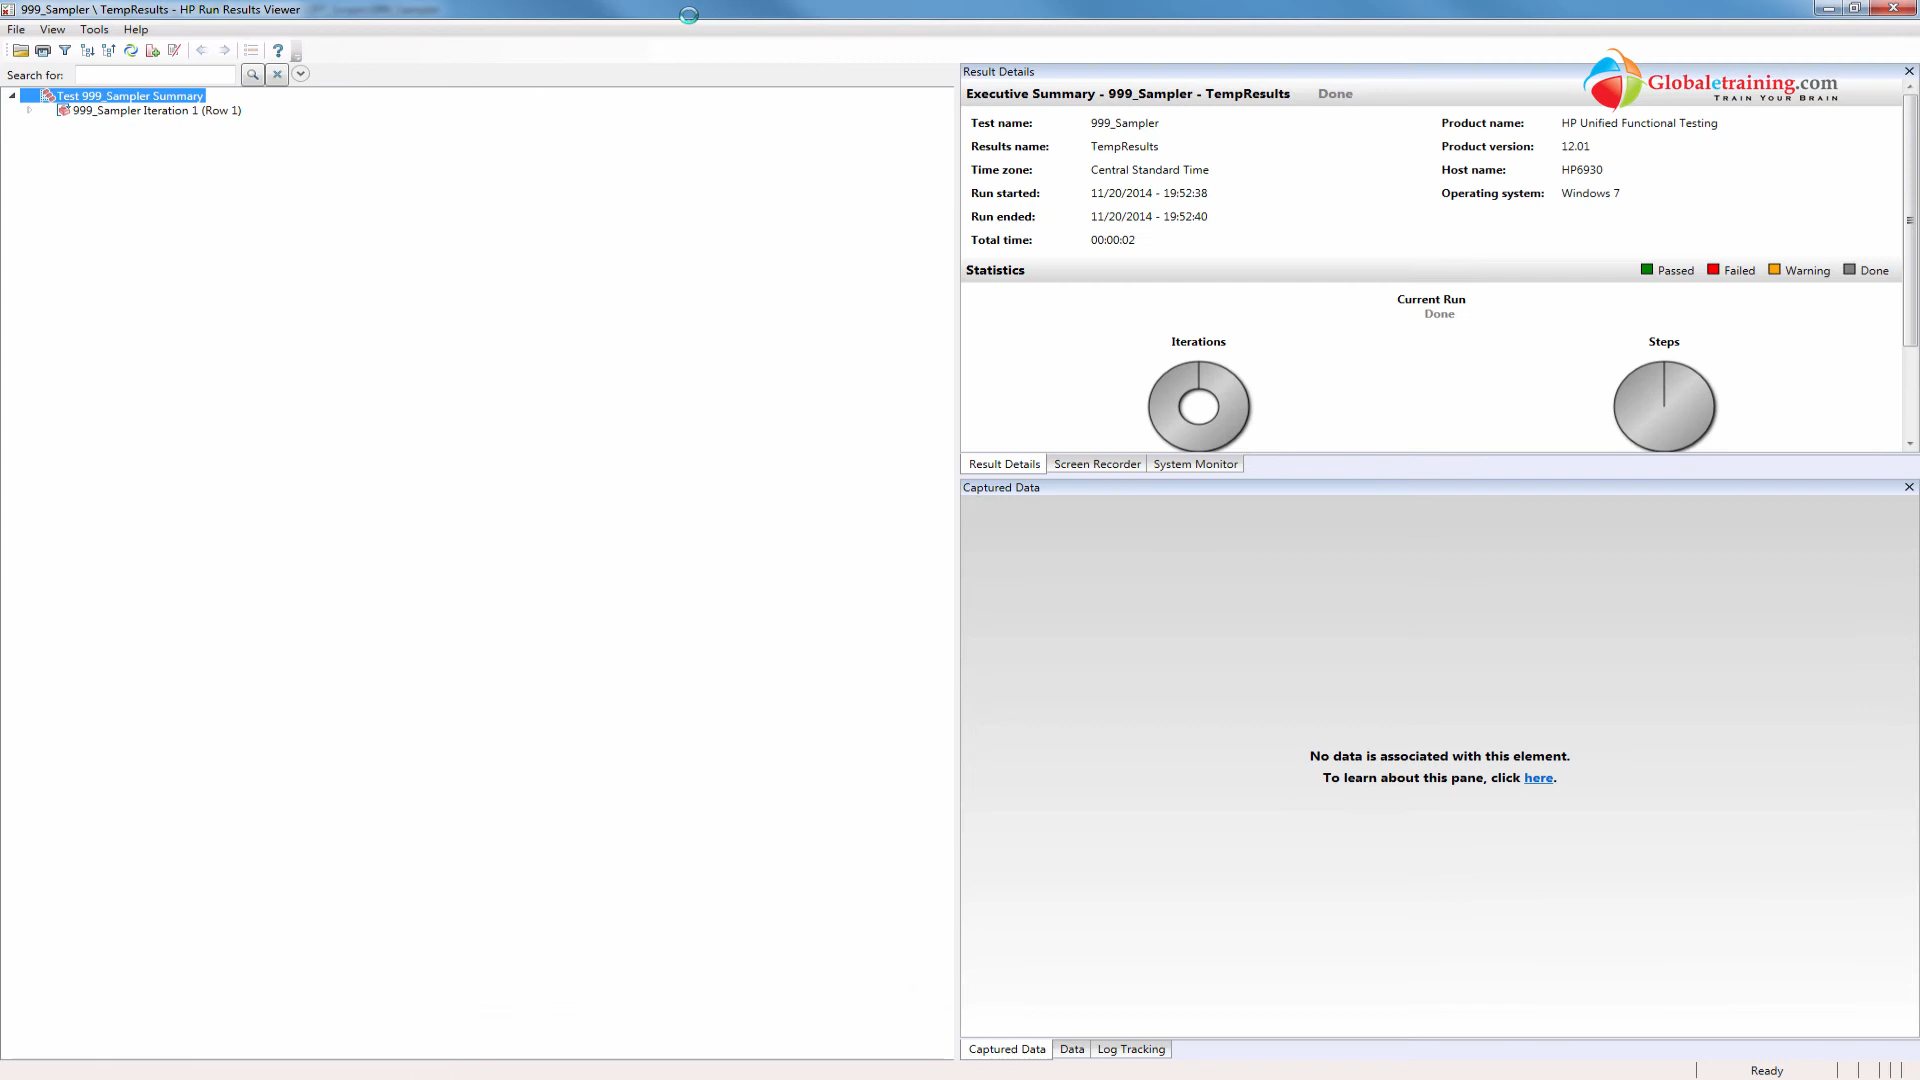 999_Sampler \ TempResults - HP Run Results Viewer
File View Tools Help
Search for:
Test 999_Sampler Summary
999_Sampler Iteration 1 (Row 1)
Result Details
Globaletraining.com
TRAIN YOUR BRAIN
Executive Summary - 999_Sampler - TempResults Done
Test name: 999_Sampler Product name: HP Unified Functional Testing
Results name: TempResults Product version: 12.01
Time zone: Central Standard Time Host name: HP6930
Run started: 11/20/2014 - 19:52:38 Operating system: Windows 7
Run ended: 11/20/2014 - 19:52:40
Total time: 00:00:02
Statistics Passed Failed Warning Done
Current Run
Done
Iterations Steps
Result Details Screen Recorder System Monitor
Captured Data
No data is associated with this element.
To learn about this pane, click here.
Captured Data Data Log Tracking
Ready